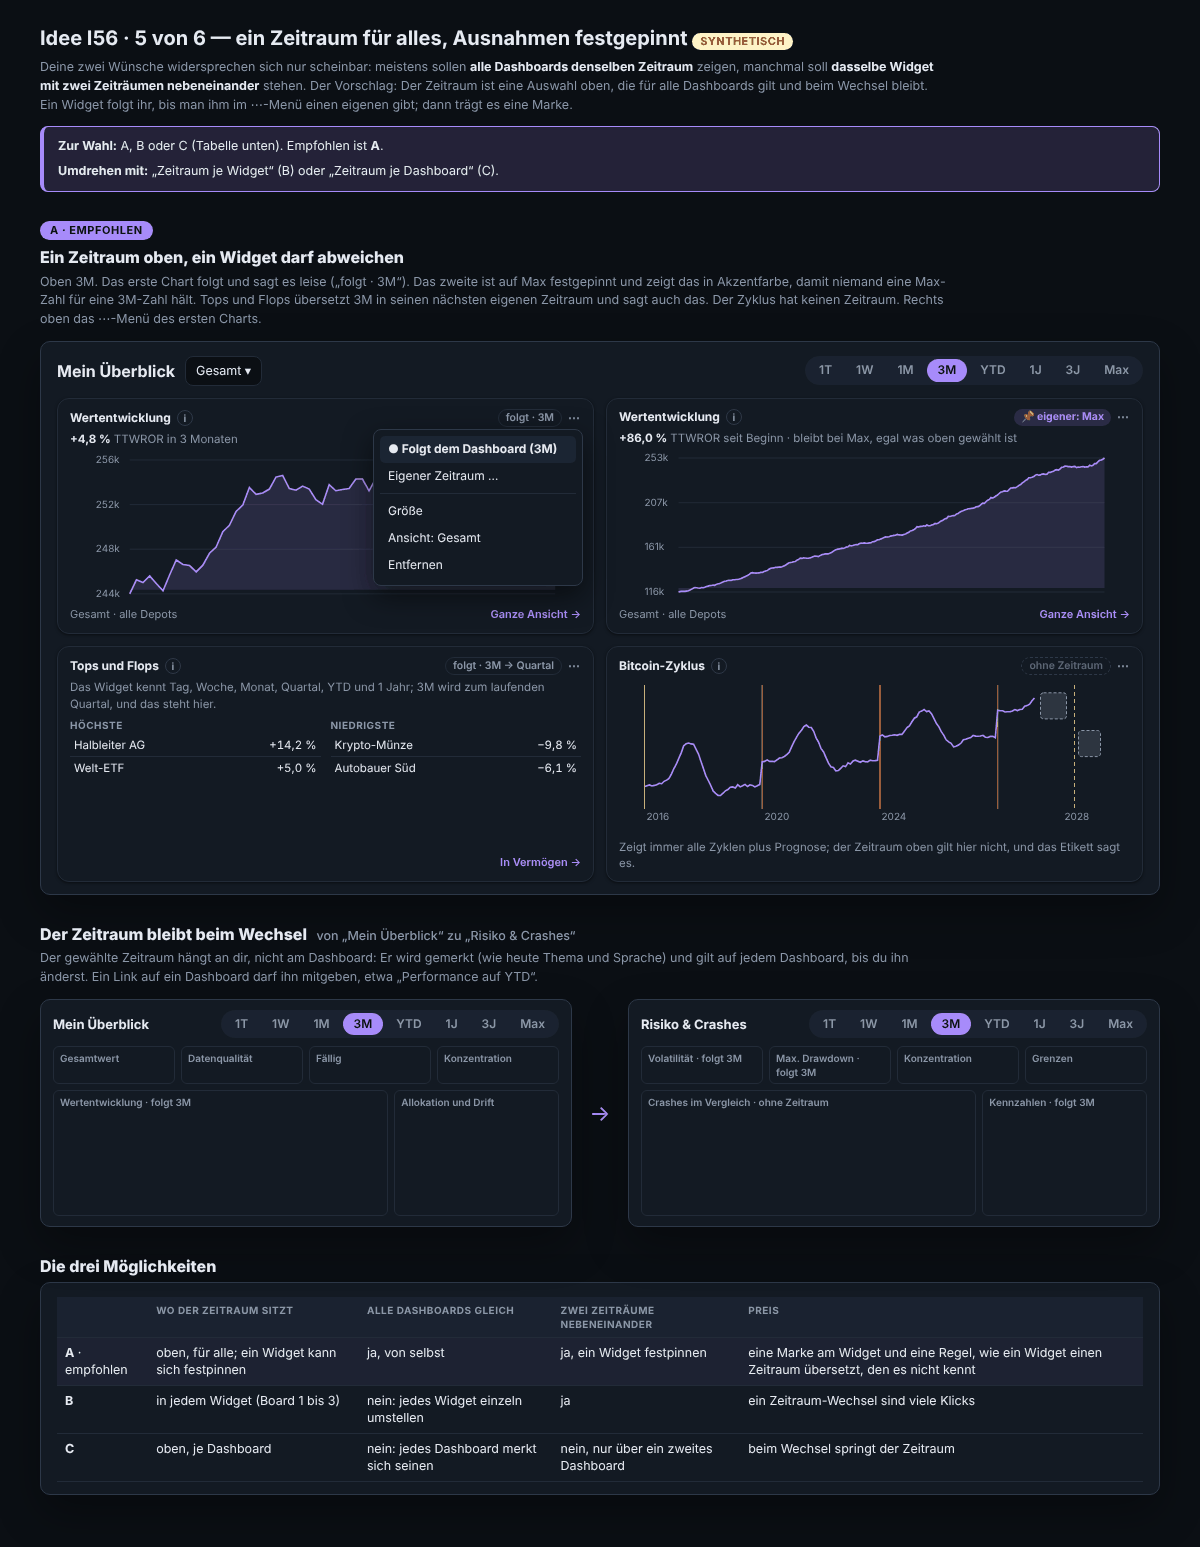 Idee I56 · 5 von 6 — ein Zeitraum für alles, Ausnahmen festgepinnt SYNTHETISCH
Deine zwei Wünsche widersprechen sich nur scheinbar: meistens sollen alle Dashboards denselben Zeitraum zeigen, manchmal soll dasselbe Widget
mit zwei Zeiträumen nebeneinander stehen. Der Vorschlag: Der Zeitraum ist eine Auswahl oben, die für alle Dashboards gilt und beim Wechsel bleibt.
Ein Widget folgt ihr, bis man ihm im ⋯-Menü einen eigenen gibt; dann trägt es eine Marke.
Zur Wahl: A, B oder C (Tabelle unten). Empfohlen ist A.
Umdrehen mit: „Zeitraum je Widget“ (B) oder „Zeitraum je Dashboard“ (C).
A · EMPFOHLEN
Ein Zeitraum oben, ein Widget darf abweichen
Oben 3M. Das erste Chart folgt und sagt es leise („folgt · 3M“). Das zweite ist auf Max festgepinnt und zeigt das in Akzentfarbe, damit niemand eine Max-
Zahl für eine 3M-Zahl hält. Tops und Flops übersetzt 3M in seinen nächsten eigenen Zeitraum und sagt auch das. Der Zyklus hat keinen Zeitraum. Rechts
oben das ⋯-Menü des ersten Charts.
Mein Überblick Gesamt ▾ 1T 1W 1M 3M YTD 1J 3J Max
Wertentwicklung i folgt · 3M ⋯
+4,8 % TTWROR in 3 Monaten
256k
252k
248k
244k
● Folgt dem Dashboard (3M)
Eigener Zeitraum …
Größe
Ansicht: Gesamt
Entfernen
Gesamt · alle Depots Ganze Ansicht →
Wertentwicklung i 📌 eigener: Max ⋯
+86,0 % TTWROR seit Beginn · bleibt bei Max, egal was oben gewählt ist
253k
207k
161k
116k
Gesamt · alle Depots Ganze Ansicht →
Tops und Flops i folgt · 3M → Quartal ⋯
Das Widget kennt Tag, Woche, Monat, Quartal, YTD und 1 Jahr; 3M wird zum laufenden
Quartal, und das steht hier.
HÖCHSTE NIEDRIGSTE
Halbleiter AG +14,2 % Krypto-Münze −9,8 %
Welt-ETF +5,0 % Autobauer Süd −6,1 %
In Vermögen →
Bitcoin-Zyklus i ohne Zeitraum ⋯
2016 2020 2024 2028
Zeigt immer alle Zyklen plus Prognose; der Zeitraum oben gilt hier nicht, und das Etikett sagt
es.
Der Zeitraum bleibt beim Wechsel von „Mein Überblick“ zu „Risiko & Crashes“
Der gewählte Zeitraum hängt an dir, nicht am Dashboard: Er wird gemerkt (wie heute Thema und Sprache) und gilt auf jedem Dashboard, bis du ihn
änderst. Ein Link auf ein Dashboard darf ihn mitgeben, etwa „Performance auf YTD“.
Mein Überblick 1T 1W 1M 3M YTD 1J 3J Max
Gesamtwert Datenqualität Fällig Konzentration
Wertentwicklung · folgt 3M Allokation und Drift
→
Risiko & Crashes 1T 1W 1M 3M YTD 1J 3J Max
Volatilität · folgt 3M Max. Drawdown · Konzentration Grenzen
folgt 3M
Crashes im Vergleich · ohne Zeitraum Kennzahlen · folgt 3M
Die drei Möglichkeiten
WO DER ZEITRAUM SITZT ALLE DASHBOARDS GLEICH ZWEI ZEITRÄUME PREIS
NEBENEINANDER
A · oben, für alle; ein Widget kann ja, von selbst ja, ein Widget festpinnen eine Marke am Widget und eine Regel, wie ein Widget einen
empfohlen sich festpinnen Zeitraum übersetzt, den es nicht kennt
B in jedem Widget (Board 1 bis 3) nein: jedes Widget einzeln ja ein Zeitraum-Wechsel sind viele Klicks
umstellen
C oben, je Dashboard nein: jedes Dashboard merkt nein, nur über ein zweites beim Wechsel springt der Zeitraum
sich seinen Dashboard